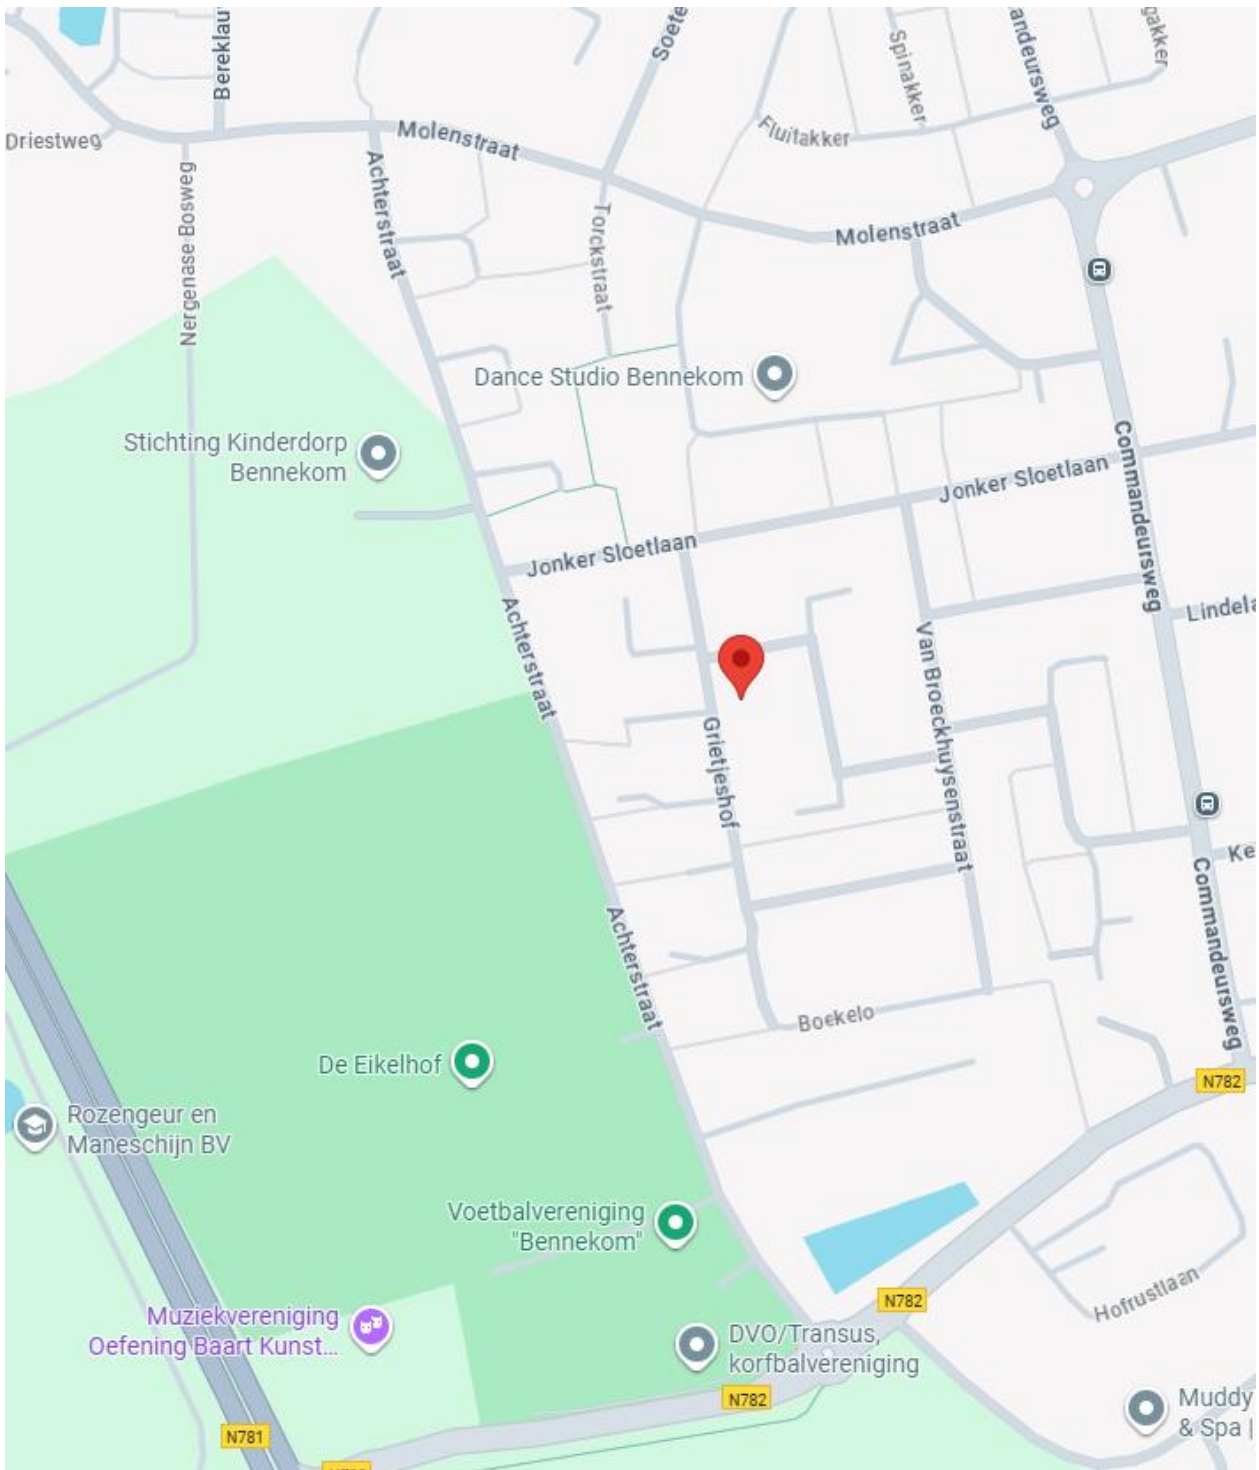 Bereklau
Soete
andeursweg
gakker
Spinakker
Driestweg
Molenstraat
Fluitakker
Achterstraat
Nergenase Bosweg
Torckstraat
Molenstraat
Dance Studio Bennekom
Stichting Kinderdorp
Bennekom
Commandeursweg
Jonker Sloetlaan
Jonker Sloetlaan
Achterstraat
Lindela
Van Broeckhuysenstraat
Grietjeshof
Ke
Commandeursweg
Achterstraat
Boekelo
De Eikelhof
N782
Rozengeur en
Maneschijn BV
Voetbalvereniging
"Bennekom"
Hofrustlaan
N782
Muziekvereniging
Oefening Baart Kunst...
DVO/Transus,
korfbalvereniging
N782
Muddy
& Spa |
N781